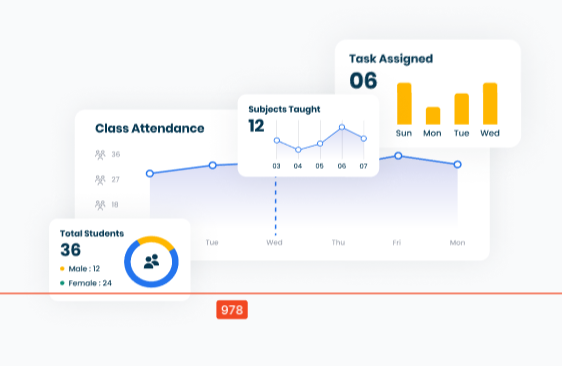 Task Assigned
06
Sun Mon Tue Wed
Subjects Taught
12
03 04 05 06 07
Class Attendance
36
27
18
Tue Wed Thu Fri Mon
Total Students
36
Male : 12
Female : 24
978